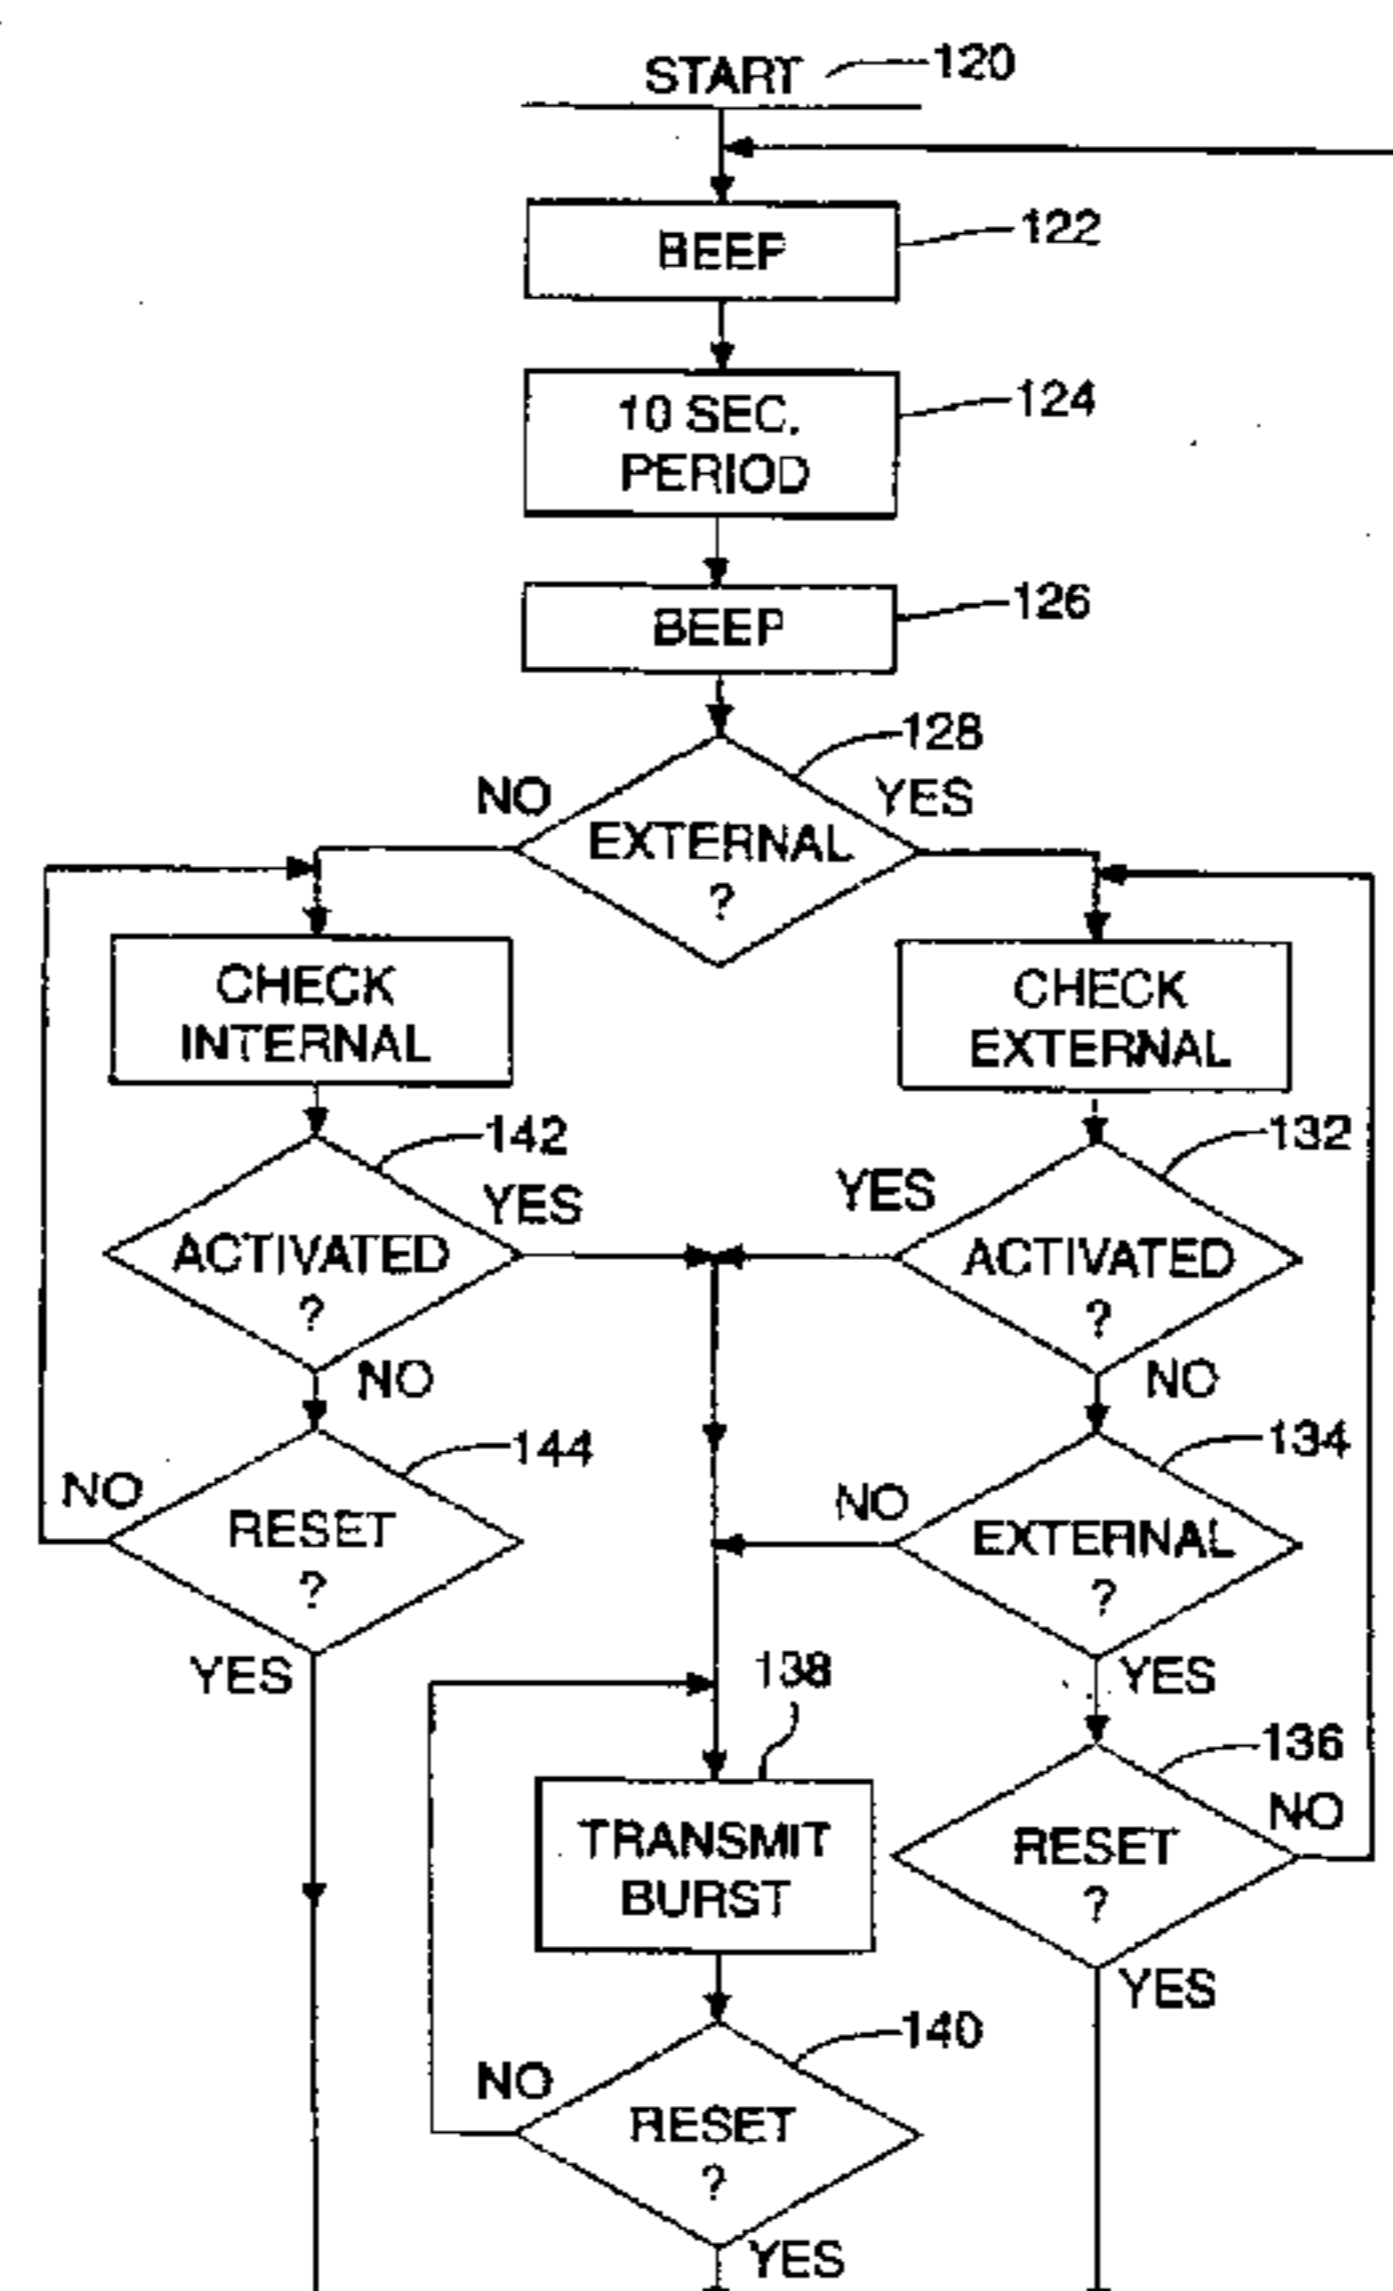 START 120
BEEP 122
10 SEC. 124
PERIOD
BEEP 126
128
NO YES
EXTERNAL
?
CHECK
INTERNAL
CHECK
EXTERNAL
142
YES
ACTIVATED
?
NO
132
YES
ACTIVATED
?
NO
144
NO
RESET
?
YES
134
NO
EXTERNAL
?
YES
138
TRANSMIT
BURST
136
NO
RESET
?
YES
140
NO
RESET
?
YES